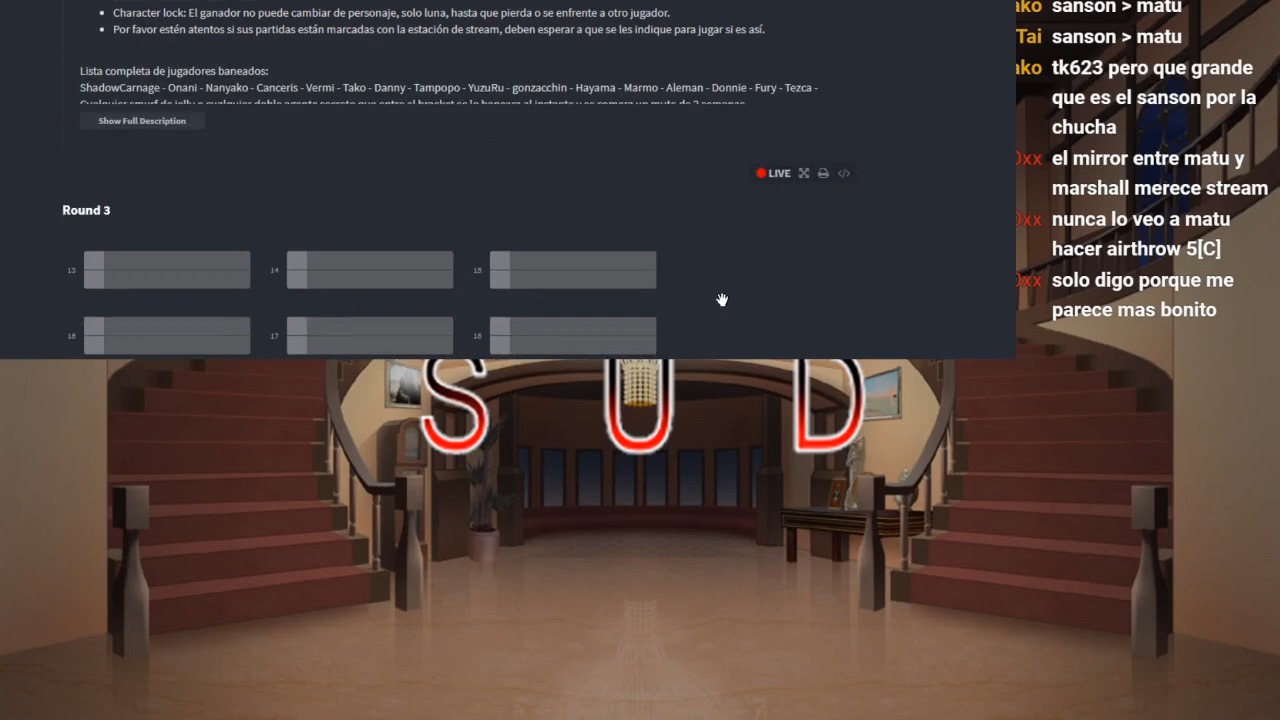 Character lock: El ganador no puede cambiar de personaje, solo luna, hasta que pierda o se enfrente a otro jugador.
Por favor estén atentos si sus partidas están marcadas con la estación de stream, deben esperar a que se les indique para jugar si es así.
Lista completa de jugadores baneados:
ShadowCarnage - Onani - Nanyako - Canceris - Vermi - Tako - Danny - Tampopo - YuzuRu - gonzacchin - Hayama - Marmo - Aleman - Donnie - Fury - Tezca -
Show Full Description
LIVE
Round 3
13
14
15
16
17
18
S U D
ako sanson > matu
Tai sanson > matu
ako tk623 pero que grande
que es el sanson por la
chucha
0xx el mirror entre matu y
marshall merece stream
0xx nunca lo veo a matu
hacer airthrow 5[C]
0xx solo digo porque me
parece mas bonito